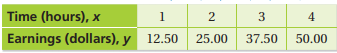 Time (hours), x 1 2 3 4
Earnings (dollars), y 12.50 25.00 37.50 50.00